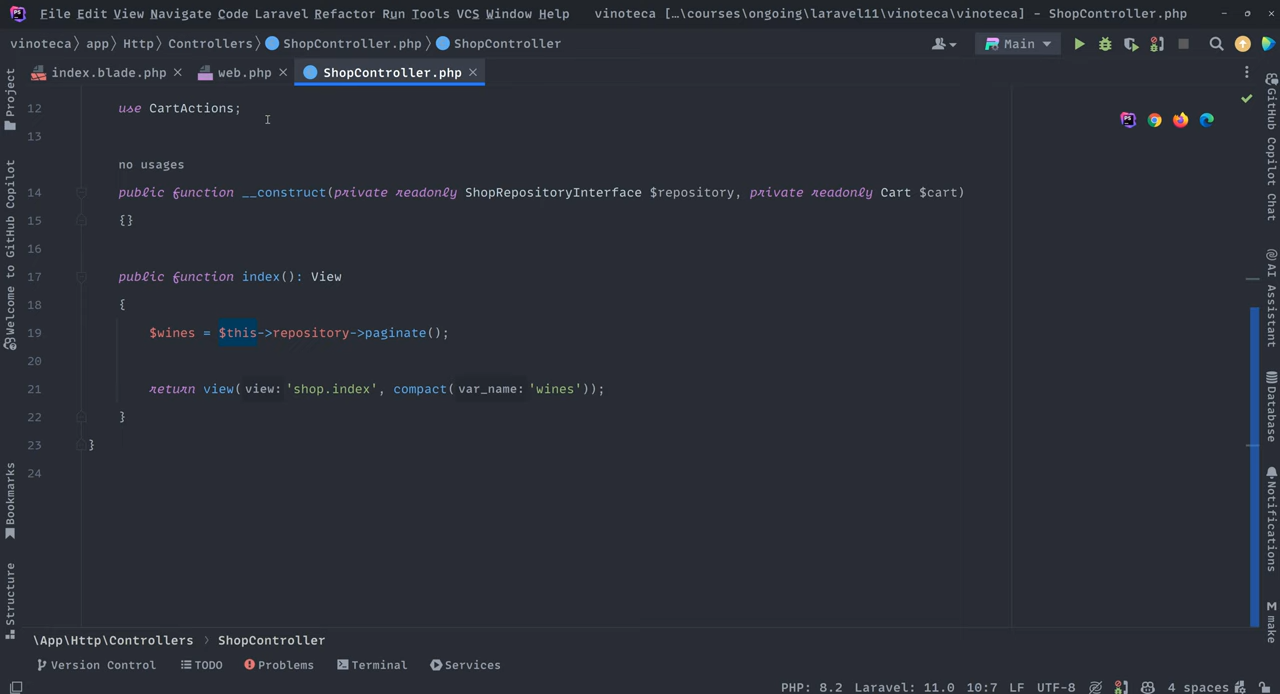 PS File Edit View Navigate Code Laravel Refactor Run Tools VCS Window Help vinoteca […\courses\ongoing\laravel11\vinoteca\vinoteca] – ShopController.php
vinoteca app Http Controllers ShopController.php ShopController Main
index.blade.php web.php ShopController.php
12 use CartActions;
13
no usages
14 public function __construct(private readonly ShopRepositoryInterface $repository, private readonly Cart $cart)
15 {}
16
17 public function index(): View
18 {
19 $wines = $this->repository->paginate();
20
21 return view( view: 'shop.index', compact( var_name: 'wines'));
22 }
23 }
24
Project
Welcome to GitHub Copilot
Bookmarks
Structure
GitHub Copilot Chat
AI Assistant
Database
Notifications
M make
\App\Http\Controllers › ShopController
Version Control TODO Problems Terminal Services
PHP: 8.2 Laravel: 11.0 10:7 LF UTF-8 4 spaces